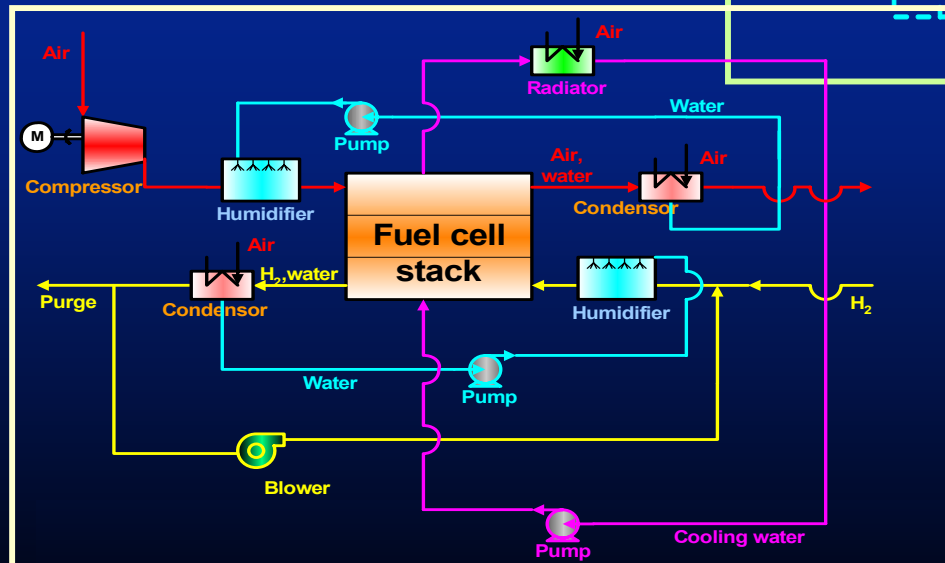 Air
Air
Radiator
M
Water
Pump
Compressor
Air,
water
Air
Humidifier
Condensor
Fuel cell
stack
Air
H2,water
Purge
Condensor
Humidifier
H2
Water
Pump
Blower
Pump
Cooling water